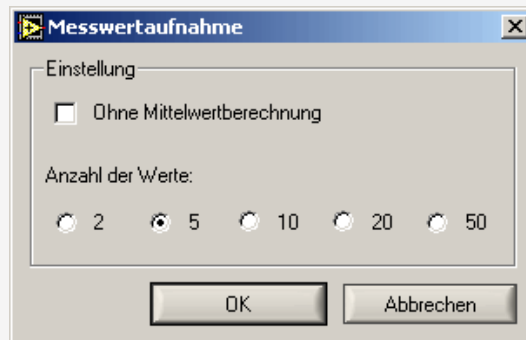 Messwertaufnahme
Einstellung
Ohne Mittelwertberechnung
Anzahl der Werte:
2 5 10 20 50
OK Abbrechen